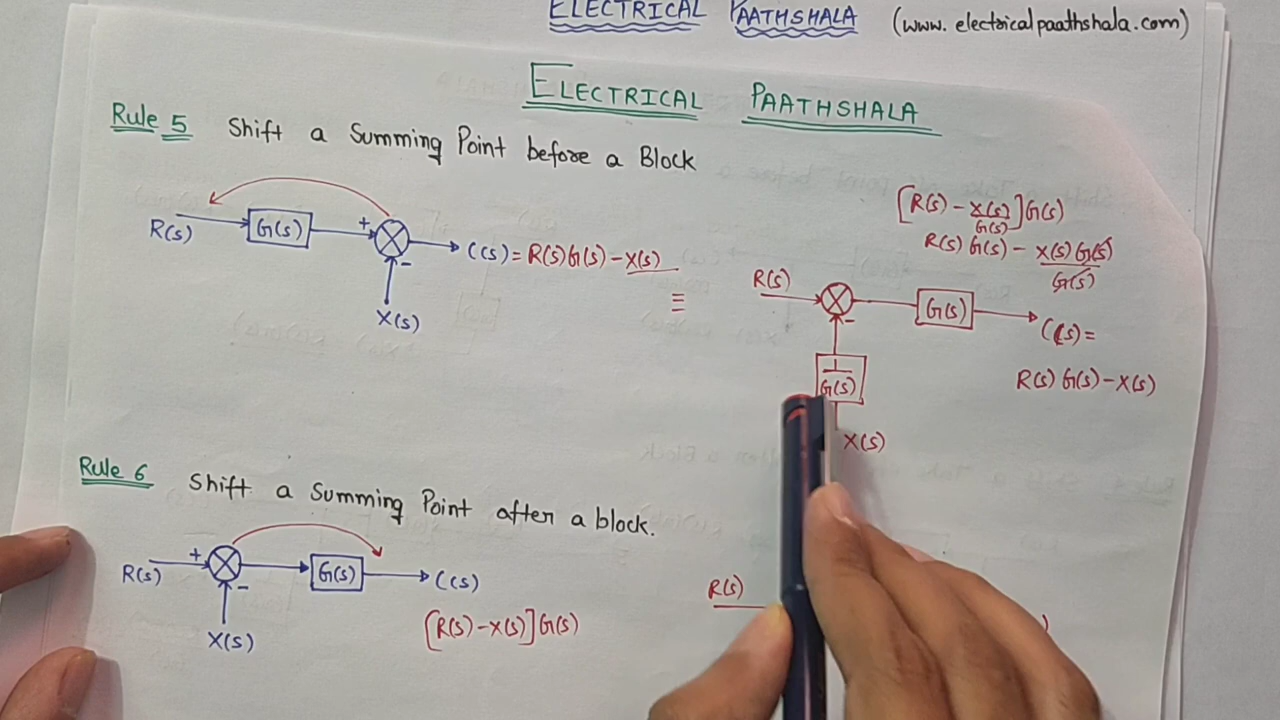 ELECTRICAL PAATHSHALA (www.electricalpaathshala.com)
ELECTRICAL PAATHSHALA
Rule 5 Shift a Summing Point before a Block
R(s) G(s) + - X(s) C(s) = R(s)G(s) - X(s)
≡
[R(s) - X(s)/G(s)]G(s)
R(s)G(s) - X(s)G(s)/G(s)
R(s) - G(s) C(s) =
R(s)G(s) - X(s)
1/G(s)
X(s)
Rule 6 Shift a Summing Point after a block.
R(s) + - G(s) C(s)
X(s)
[R(s) - X(s)]G(s)
R(s)
)